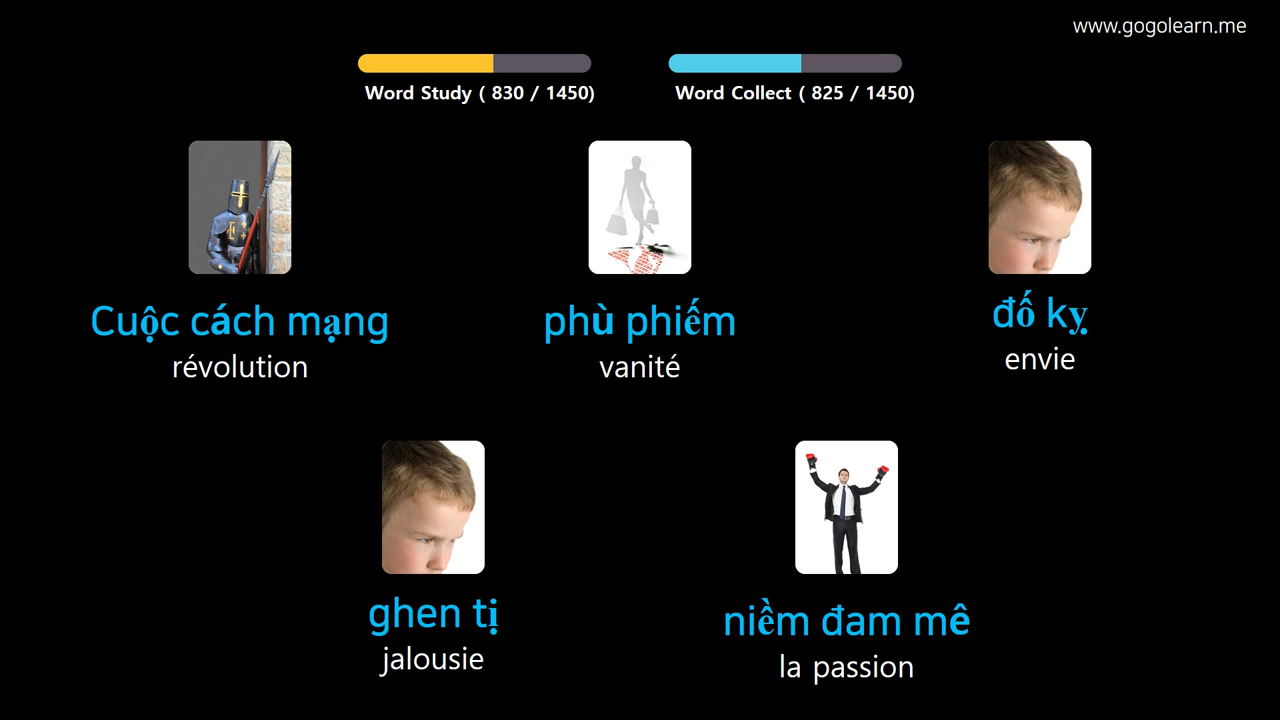 www.gogolearn.me
Word Study ( 830 / 1450)
Word Collect ( 825 / 1450)
Cuộc cách mạng
révolution
phù phiếm
vanité
đố kỵ
envie
ghen tị
jalousie
niềm đam mê
la passion